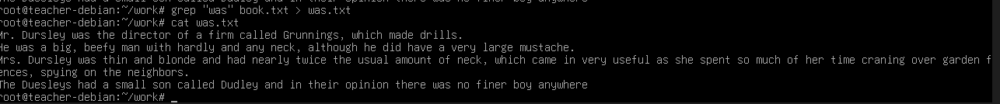 root@teacher-debian:~/work# grep "was" book.txt > was.txt
root@teacher-debian:~/work# cat was.txt
Mr. Dursley was the director of a firm called Grunnings, which made drills.
He was a big, beefy man with hardly and any neck, although he did have a very large mustache.
Mrs. Dursley was thin and blonde and had nearly twice the usual amount of neck, which came in very useful as she spent so much of her time craning over garden f
ences, spying on the neighbors.
The Duesleys had a small son called Dudley and in their opinion there was no finer boy anywhere
root@teacher-debian:~/work# _